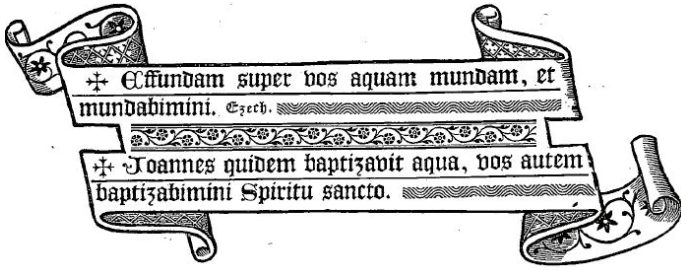 ✠ Effundam super vos aquam mundam, et
mundabimini. Ezech.
✠ Joannes quidem baptizavit aqua, vos autem
baptizabimini Spiritu sancto.